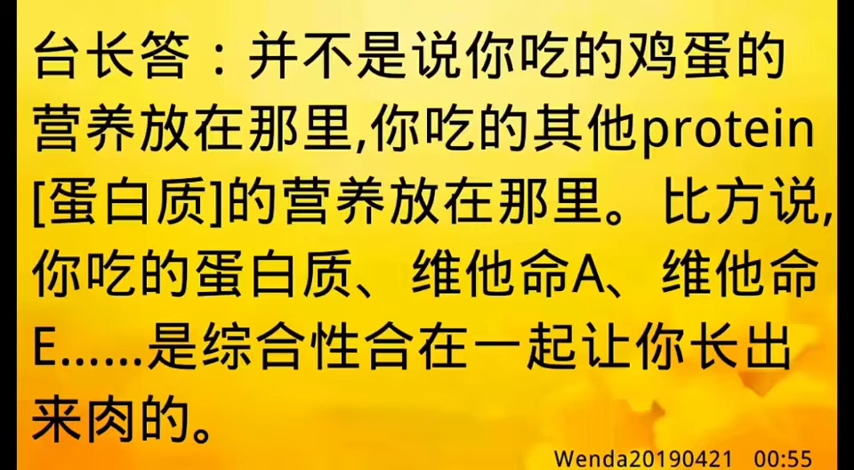 台长答：并不是说你吃的鸡蛋的
营养放在那里,你吃的其他protein
[蛋白质]的营养放在那里。比方说,
你吃的蛋白质、维他命A、维他命
E……是综合性合在一起让你长出
来肉的。
Wenda20190421 00:55